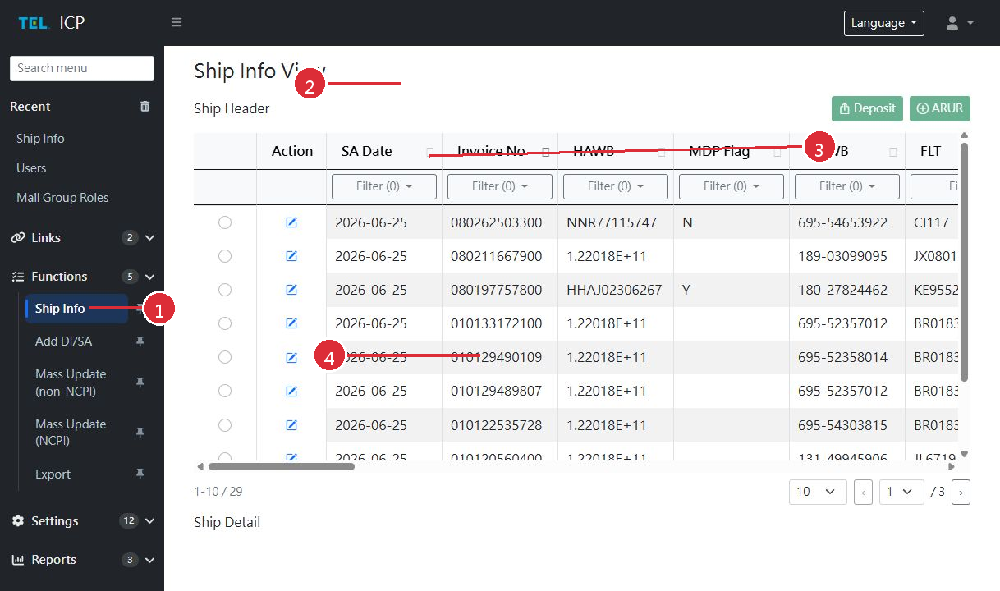 TEL ICP
Language
Search menu
Recent
Ship Info
Users
Mail Group Roles
Links 2
Functions 5
Ship Info
1
Add DI/SA
Mass Update
(non-NCPI)
Mass Update
(NCPI)
Export
Settings 12
Reports 3
Ship Info View
2
Ship Header
Deposit
ARUR
Action SA Date Invoice No HAWB MDP Flag FLT
3
Filter (0) Filter (0) Filter (0) Filter (0) Filter (0)
2026-06-25 080262503300 NNR77115747 N 695-54653922 CI117
2026-06-25 080211667900 1.22018E+11 189-03099095 JX0801
2026-06-25 080197757800 HHAJ02306267 Y 180-27824462 KE9552
2026-06-25 010133172100 1.22018E+11 695-52357012 BR0183
4
2026-06-25 010129490109 1.22018E+11 695-52358014 BR0183
2026-06-25 010129489807 1.22018E+11 695-52357012 BR0183
2026-06-25 010122535728 1.22018E+11 695-54303815 BR0183
2026-06-25 010120560400 1.22018E+11 131-49945906 JL6719
1-10 / 29
10 < 1 / 3 >
Ship Detail